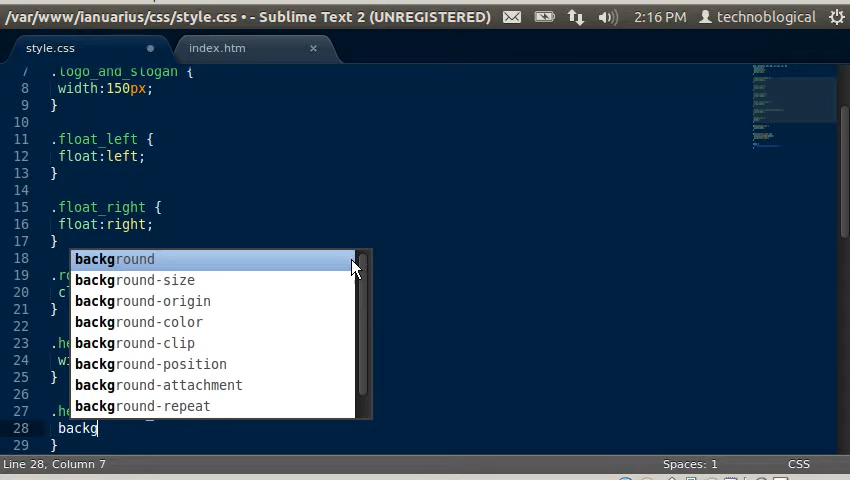 /var/www/ianuarius/css/style.css • - Sublime Text 2 (UNREGISTERED) 2:16 PM technoblogical
style.css index.htm
7 .logo_and_slogan {
8 width:150px;
9 }
10
11 .float_left {
12 float:left;
13 }
14
15 .float_right {
16 float:right;
17 }
18 background
background-size
19 .r
background-origin
20 c
21 }
22 background-color
23 .he background-clip
24 wi background-position
25 } background-attachment
26 background-repeat
27 .he
28 backg
29 }
Line 28, Column 7 Spaces: 1 CSS